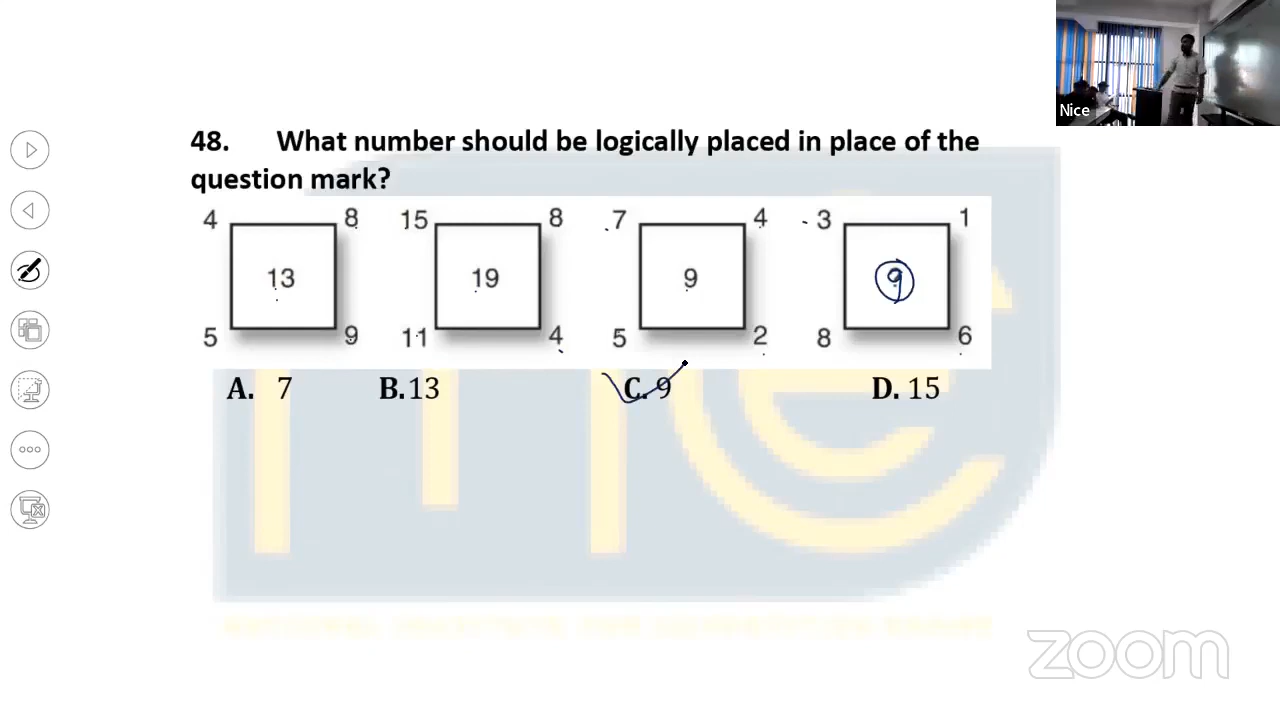 Nice
48. What number should be logically placed in place of the
question mark?
4 8 15 8 7 4 3 1
13 19 9 9
5 9 11 4 5 2 8 6
A. 7 B. 13 C. 9 D. 15
zoom